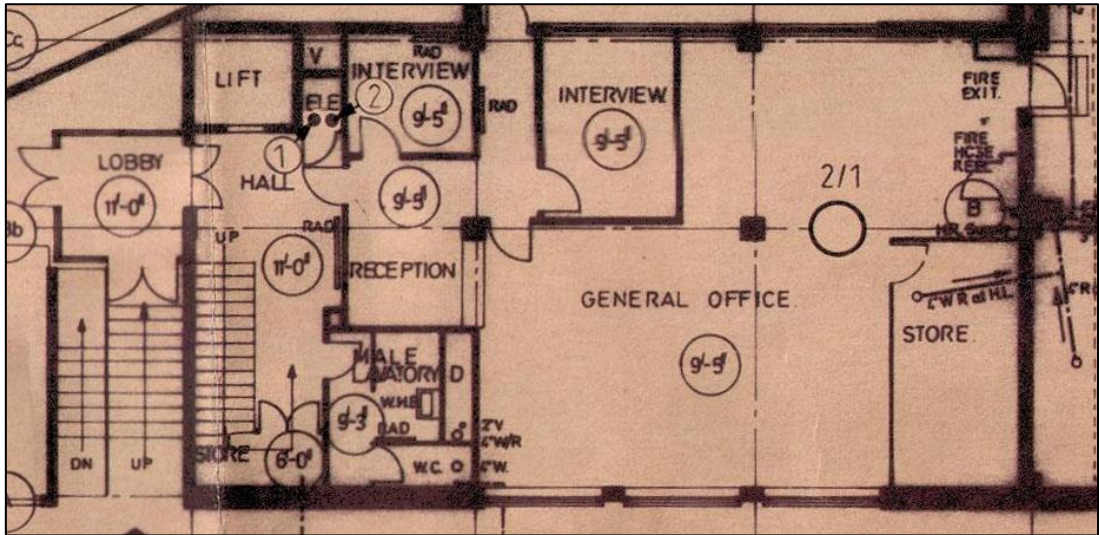 LIFT
V
ELE
1
2
RAD
INTERVIEW
9'-5"
RAD
INTERVIEW
9'-5"
FIRE
EXIT.
FIRE
HOSE
REEL
LOBBY
11'-0"
HALL
9'-5"
2/1
B
UP
RAD
11'-0"
RECEPTION
GENERAL OFFICE.
9'-5"
4"W R at H.L.
STORE
MALE
LAVATORY
D
W.H.B
9'-3"
RAD
2"V
4"W/R
W.C.
4"W.
STORE
6'-0"
DN
UP